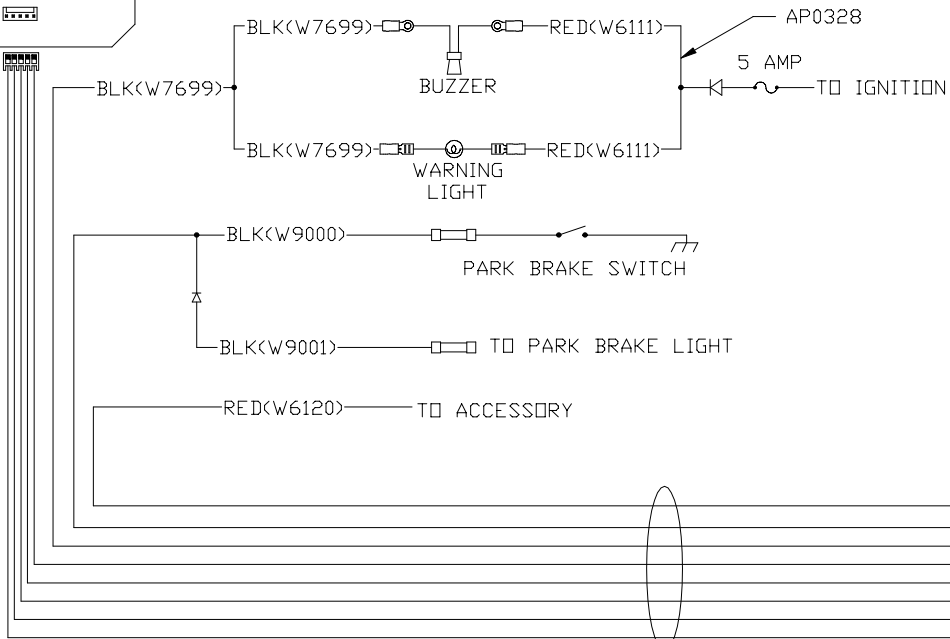 BLK(W7699)
RED(W6111)
AP0328
5 AMP
BUZZER
BLK(W7699)
TO IGNITION
BLK(W7699)
RED(W6111)
WARNING
LIGHT
BLK(W9000)
PARK BRAKE SWITCH
BLK(W9001)
TO PARK BRAKE LIGHT
RED(W6120)
TO ACCESSORY